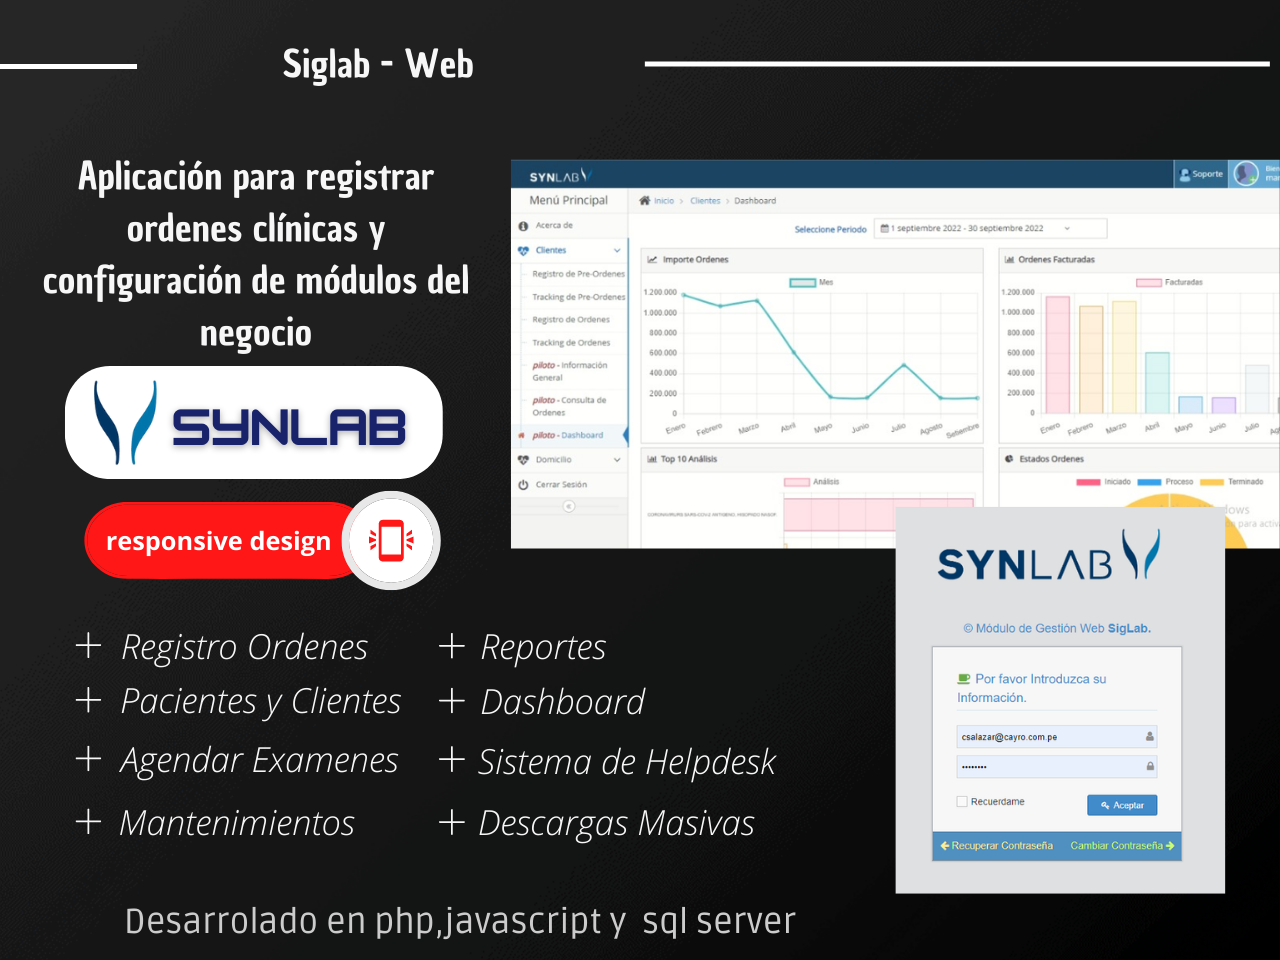 Siglab - Web
Aplicación para registrar
ordenes clínicas y
configuración de módulos del
negocio
SYNLAB
responsive design
+ Registro Ordenes
+ Pacientes y Clientes
+ Agendar Examenes
+ Mantenimientos
+ Reportes
+ Dashboard
+ Sistema de Helpdesk
+ Descargas Masivas
Desarrolado en php,javascript y sql server
SYNLAB
Soporte
Menú Principal
Acerca de
Clientes
Registro de Pre-Ordenes
Tracking de Pre-Ordenes
Registro de Ordenes
Tracking de Ordenes
piloto - Información
General
piloto - Consulta de
Ordenes
piloto - Dashboard
Domicilio
Cerrar Sesión
Inicio > Clientes > Dashboard
Seleccione Periodo
1 septiembre 2022 - 30 septiembre 2022
Importe Ordenes
Mes
1.200.000
1.000.000
800.000
600.000
400.000
200.000
0
Enero Febrero Marzo Abril Mayo Junio Julio Agosto Setiembre
Ordenes Facturadas
Facturadas
1.200.000
1.000.000
800.000
600.000
400.000
200.000
0
Enero Febrero Marzo Abril Mayo Junio Julio
Top 10 Análisis
Análisis
Estados Ordenes
Iniciado Proceso Terminado
SYNLAB
© Módulo de Gestión Web SigLab.
Por favor Introduzca su
Información.
csalazar@cayro.com.pe
••••••••
Recuerdame
Aceptar
Recuperar Contraseña
Cambiar Contraseña